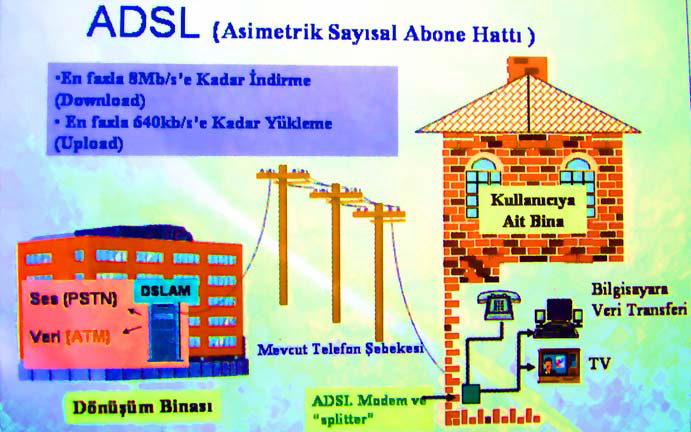 ADSL (Asimetrik Sayısal Abone Hattı )
•En fazla 8Mb/s'e Kadar İndirme
(Download)
• En fazla 640kb/s'e Kadar Yükleme
(Upload)
Kullanıcıya
Ait Bina
Ses (PSTN)
DSLAM
Veri (ATM)
Bilgisayara
Veri Transferi
Mevcut Telefon Şebekesi
TV
Dönüşüm Binası
ADSL Modem ve
"splitter"